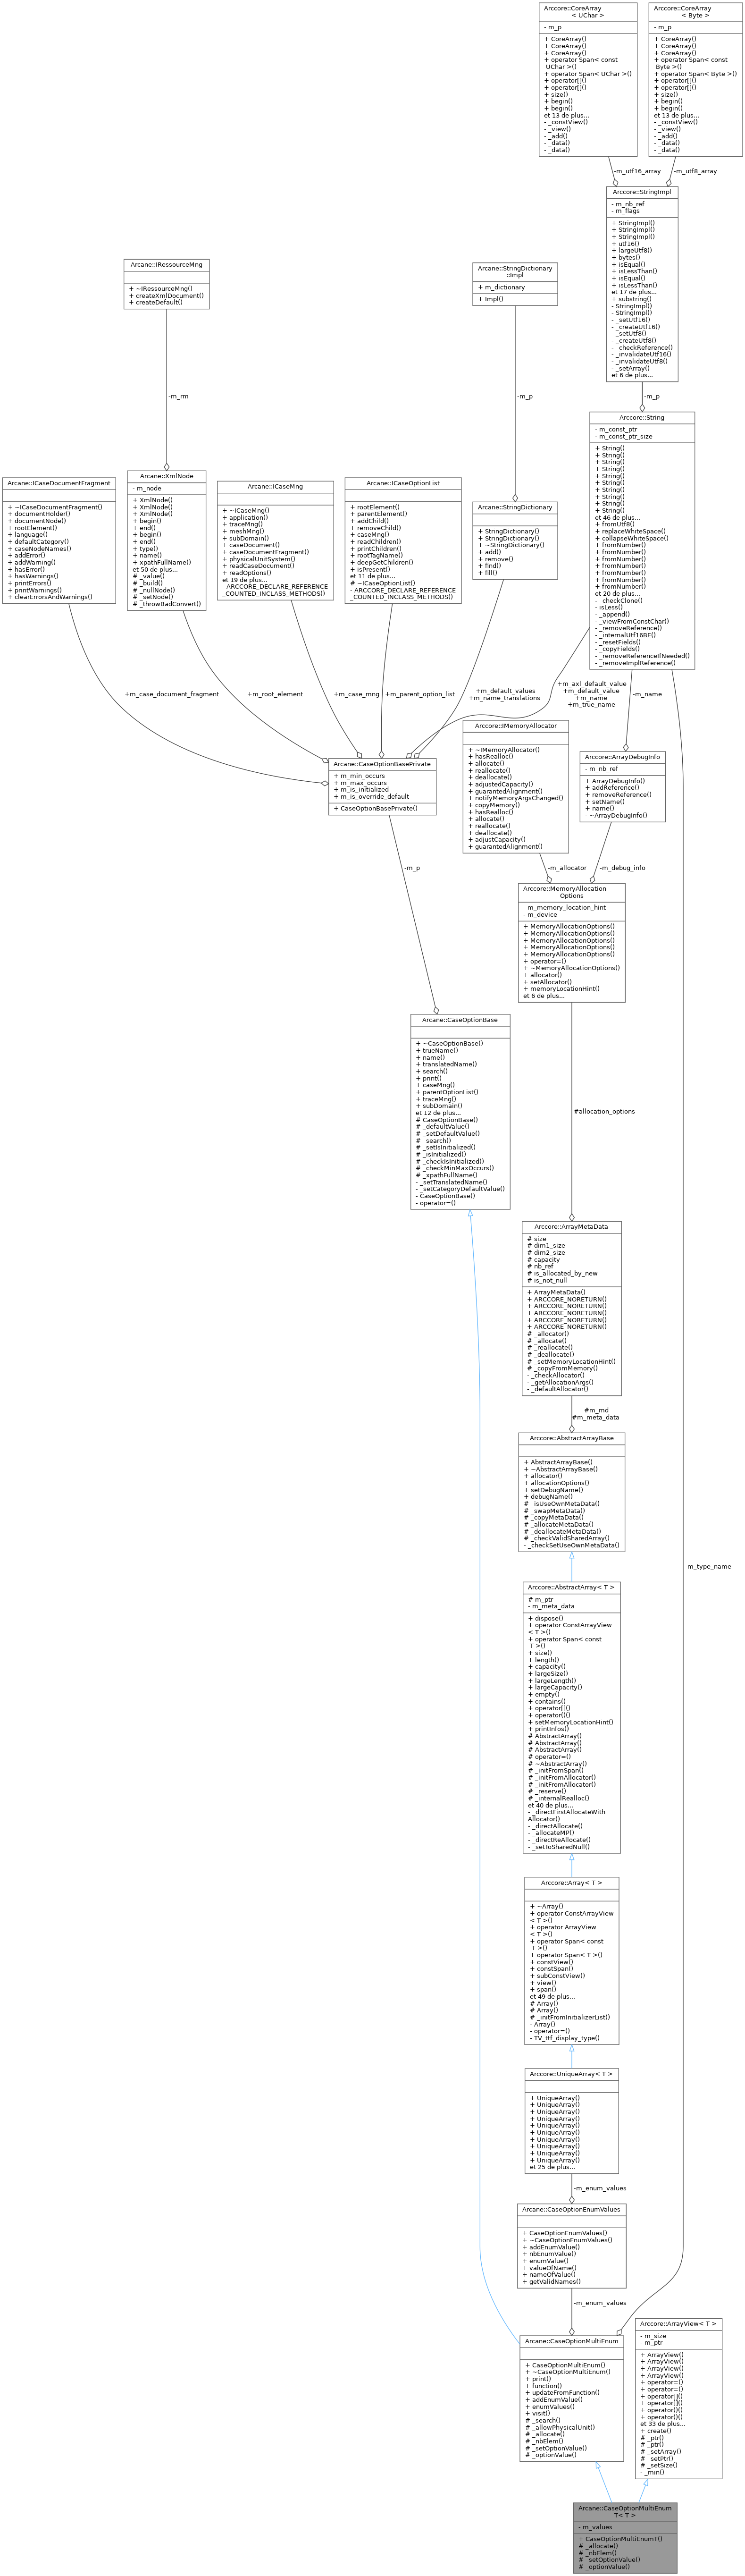 Arccore::CoreArray
< UChar >
- m_p
+ CoreArray()
+ CoreArray()
+ CoreArray()
+ operator Span< const
UChar >()
+ operator Span< UChar >()
+ operator[]()
+ operator[]()
+ size()
+ begin()
+ begin()
et 13 de plus...
- _constView()
- _view()
- _add()
- _data()
- _data()
Arccore::CoreArray
< Byte >
- m_p
+ CoreArray()
+ CoreArray()
+ CoreArray()
+ operator Span< const
Byte >()
+ operator Span< Byte >()
+ operator[]()
+ operator[]()
+ size()
+ begin()
+ begin()
et 13 de plus...
- _constView()
- _view()
- _add()
- _data()
- _data()
-m_utf16_array
-m_utf8_array
Arccore::StringImpl
- m_nb_ref
- m_flags
+ StringImpl()
+ StringImpl()
+ StringImpl()
+ utf16()
+ largeUtf8()
+ bytes()
+ isEqual()
+ isLessThan()
+ isEqual()
+ isLessThan()
et 17 de plus...
+ substring()
- StringImpl()
- StringImpl()
- _setUtf16()
- _createUtf16()
- _setUtf8()
- _createUtf8()
- _checkReference()
- _invalidateUtf16()
- _invalidateUtf8()
- _setArray()
et 6 de plus...
Arcane::IRessourceMng
+ ~IRessourceMng()
+ createXmlDocument()
+ createDefault()
Arcane::StringDictionary
::Impl
+ m_dictionary
+ Impl()
-m_rm
-m_p
-m_p
Arccore::String
- m_const_ptr
- m_const_ptr_size
+ String()
+ String()
+ String()
+ String()
+ String()
+ String()
+ String()
+ String()
+ String()
+ String()
et 46 de plus...
+ fromUtf8()
+ replaceWhiteSpace()
+ collapseWhiteSpace()
+ fromNumber()
+ fromNumber()
+ fromNumber()
+ fromNumber()
+ fromNumber()
+ fromNumber()
+ fromNumber()
et 20 de plus...
- _checkClone()
- isLess()
- _append()
- _viewFromConstChar()
- _removeReference()
- _internalUtf16BE()
- _resetFields()
- _copyFields()
- _removeReferenceIfNeeded()
- _removeImplReference()
Arcane::ICaseDocumentFragment
+ ~ICaseDocumentFragment()
+ documentHolder()
+ documentNode()
+ rootElement()
+ language()
+ defaultCategory()
+ caseNodeNames()
+ addError()
+ addWarning()
+ hasError()
+ hasWarnings()
+ printErrors()
+ printWarnings()
+ clearErrorsAndWarnings()
Arcane::XmlNode
- m_node
+ XmlNode()
+ XmlNode()
+ XmlNode()
+ begin()
+ end()
+ begin()
+ end()
+ type()
+ name()
+ xpathFullName()
et 50 de plus...
# _value()
# _build()
# _nullNode()
# _setNode()
# _throwBadConvert()
Arcane::ICaseMng
+ ~ICaseMng()
+ application()
+ traceMng()
+ meshMng()
+ subDomain()
+ caseDocument()
+ caseDocumentFragment()
+ physicalUnitSystem()
+ readCaseDocument()
+ readOptions()
et 19 de plus...
- ARCCORE_DECLARE_REFERENCE
_COUNTED_INCLASS_METHODS()
Arcane::ICaseOptionList
+ rootElement()
+ parentElement()
+ addChild()
+ removeChild()
+ caseMng()
+ readChildren()
+ printChildren()
+ rootTagName()
+ deepGetChildren()
+ isPresent()
et 11 de plus...
# ~ICaseOptionList()
- ARCCORE_DECLARE_REFERENCE
_COUNTED_INCLASS_METHODS()
Arcane::StringDictionary
+ StringDictionary()
+ StringDictionary()
+ ~StringDictionary()
+ add()
+ remove()
+ find()
+ fill()
+m_case_document_fragment
+m_root_element
+m_case_mng
+m_parent_option_list
+m_default_values
+m_name_translations
+m_axl_default_value
+m_default_value
+m_name
+m_true_name
-m_name
Arcane::CaseOptionBasePrivate
+ m_min_occurs
+ m_max_occurs
+ m_is_initialized
+ m_is_override_default
+ CaseOptionBasePrivate()
Arccore::IMemoryAllocator
+ ~IMemoryAllocator()
+ hasRealloc()
+ allocate()
+ reallocate()
+ deallocate()
+ adjustedCapacity()
+ guarantedAlignment()
+ notifyMemoryArgsChanged()
+ copyMemory()
+ hasRealloc()
+ allocate()
+ reallocate()
+ deallocate()
+ adjustCapacity()
+ guarantedAlignment()
Arccore::ArrayDebugInfo
- m_nb_ref
+ ArrayDebugInfo()
+ addReference()
+ removeReference()
+ setName()
+ name()
- ~ArrayDebugInfo()
-m_p
-m_allocator
-m_debug_info
Arccore::MemoryAllocation
Options
- m_memory_location_hint
- m_device
+ MemoryAllocationOptions()
+ MemoryAllocationOptions()
+ MemoryAllocationOptions()
+ MemoryAllocationOptions()
+ MemoryAllocationOptions()
+ operator=()
+ ~MemoryAllocationOptions()
+ allocator()
+ setAllocator()
+ memoryLocationHint()
et 6 de plus...
Arcane::CaseOptionBase
+ ~CaseOptionBase()
+ trueName()
+ name()
+ translatedName()
+ search()
+ print()
+ caseMng()
+ parentOptionList()
+ traceMng()
+ subDomain()
et 12 de plus...
# CaseOptionBase()
# _defaultValue()
# _setDefaultValue()
# _search()
# _setIsInitialized()
# _isInitialized()
# _checkIsInitialized()
# _checkMinMaxOccurs()
# _xpathFullName()
- _setTranslatedName()
- _setCategoryDefaultValue()
- CaseOptionBase()
- operator=()
#allocation_options
Arccore::ArrayMetaData
# size
# dim1_size
# dim2_size
# capacity
# nb_ref
# is_allocated_by_new
# is_not_null
+ ArrayMetaData()
+ ARCCORE_NORETURN()
+ ARCCORE_NORETURN()
+ ARCCORE_NORETURN()
+ ARCCORE_NORETURN()
+ ARCCORE_NORETURN()
# _allocator()
# _allocate()
# _reallocate()
# _deallocate()
# _setMemoryLocationHint()
# _copyFromMemory()
- _checkAllocator()
- _getAllocationArgs()
- _defaultAllocator()
#m_md
#m_meta_data
Arccore::AbstractArrayBase
+ AbstractArrayBase()
+ ~AbstractArrayBase()
+ allocator()
+ allocationOptions()
+ setDebugName()
+ debugName()
# _isUseOwnMetaData()
# _swapMetaData()
# _copyMetaData()
# _allocateMetaData()
# _deallocateMetaData()
# _checkValidSharedArray()
- _checkSetUseOwnMetaData()
-m_type_name
Arccore::AbstractArray< T >
# m_ptr
- m_meta_data
+ dispose()
+ operator ConstArrayView
< T >()
+ operator Span< const
T >()
+ size()
+ length()
+ capacity()
+ largeSize()
+ largeLength()
+ largeCapacity()
+ empty()
+ contains()
+ operator[]()
+ operator()()
+ setMemoryLocationHint()
+ printInfos()
# AbstractArray()
# AbstractArray()
# AbstractArray()
# operator=()
# ~AbstractArray()
# _initFromSpan()
# _initFromAllocator()
# _initFromAllocator()
# _reserve()
# _internalRealloc()
et 40 de plus...
- _directFirstAllocateWith
Allocator()
- _directAllocate()
- _allocateMP()
- _directReAllocate()
- _setToSharedNull()
Arccore::Array< T >
+ ~Array()
+ operator ConstArrayView
< T >()
+ operator ArrayView
< T >()
+ operator Span< const
T >()
+ operator Span< T >()
+ constView()
+ constSpan()
+ subConstView()
+ view()
+ span()
et 49 de plus...
# Array()
# Array()
# _initFromInitializerList()
- Array()
- operator=()
- TV_ttf_display_type()
Arccore::UniqueArray< T >
+ UniqueArray()
+ UniqueArray()
+ UniqueArray()
+ UniqueArray()
+ UniqueArray()
+ UniqueArray()
+ UniqueArray()
+ UniqueArray()
+ UniqueArray()
+ UniqueArray()
et 25 de plus...
-m_enum_values
Arcane::CaseOptionEnumValues
+ CaseOptionEnumValues()
+ ~CaseOptionEnumValues()
+ addEnumValue()
+ nbEnumValue()
+ enumValue()
+ valueOfName()
+ nameOfValue()
+ getValidNames()
-m_enum_values
Arcane::CaseOptionMultiEnum
+ CaseOptionMultiEnum()
+ ~CaseOptionMultiEnum()
+ print()
+ function()
+ updateFromFunction()
+ addEnumValue()
+ enumValues()
+ visit()
# _search()
# _allowPhysicalUnit()
# _allocate()
# _nbElem()
# _setOptionValue()
# _optionValue()
Arccore::ArrayView< T >
- m_size
- m_ptr
+ ArrayView()
+ ArrayView()
+ ArrayView()
+ ArrayView()
+ operator=()
+ operator=()
+ operator[]()
+ operator[]()
+ operator()()
+ operator()()
et 33 de plus...
+ create()
# _ptr()
# _ptr()
# _setArray()
# _setPtr()
# _setSize()
- _min()
Arcane::CaseOptionMultiEnum
T< T >
- m_values
+ CaseOptionMultiEnumT()
# _allocate()
# _nbElem()
# _setOptionValue()
# _optionValue()